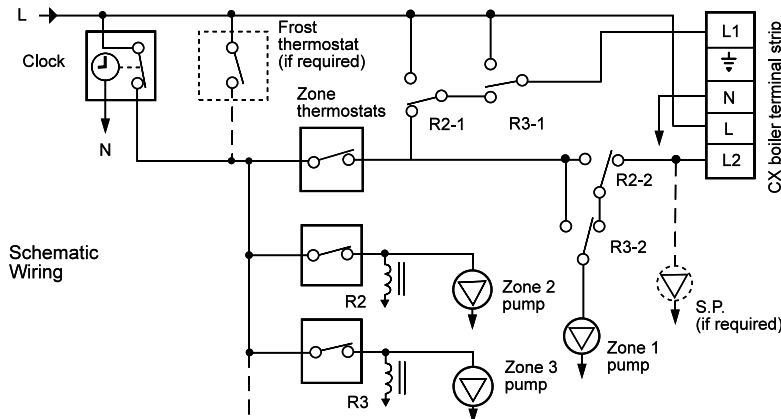 L
Clock
N
Frost
thermostat
(if required)
Zone
thermostats
R2-1
R3-1
L1
N
L
L2
CX boiler terminal strip
R2-2
R3-2
Schematic
Wiring
R2
Zone 2
pump
S.P.
(if required)
Zone 1
pump
R3
Zone 3
pump